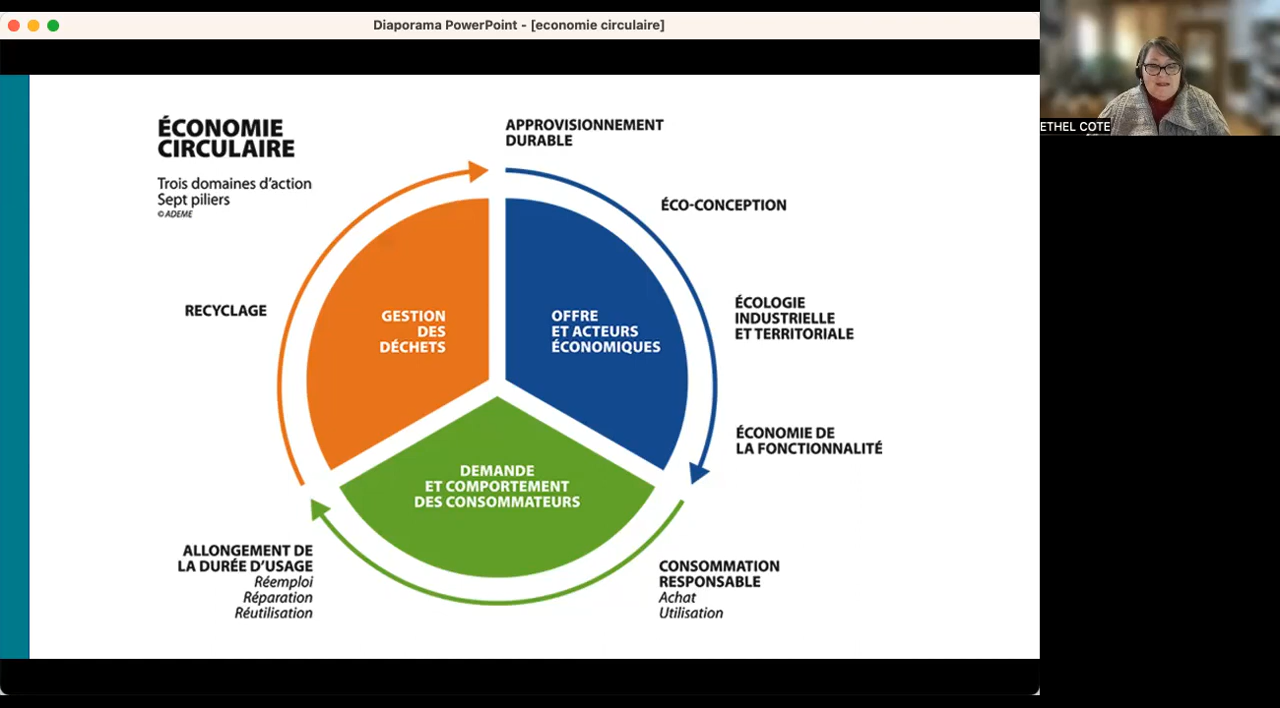 Diaporama PowerPoint - [economie circulaire]
ETHEL COTE
ÉCONOMIE
CIRCULAIRE
Trois domaines d'action
Sept piliers
© ADEME
APPROVISIONNEMENT
DURABLE
ÉCO-CONCEPTION
ÉCOLOGIE
INDUSTRIELLE
ET TERRITORIALE
ÉCONOMIE DE
LA FONCTIONNALITÉ
OFFRE
ET ACTEURS
ÉCONOMIQUES
CONSOMMATION
RESPONSABLE
Achat
Utilisation
DEMANDE
ET COMPORTEMENT
DES CONSOMMATEURS
ALLONGEMENT DE
LA DURÉE D'USAGE
Réemploi
Réparation
Réutilisation
RECYCLAGE
GESTION
DES
DÉCHETS